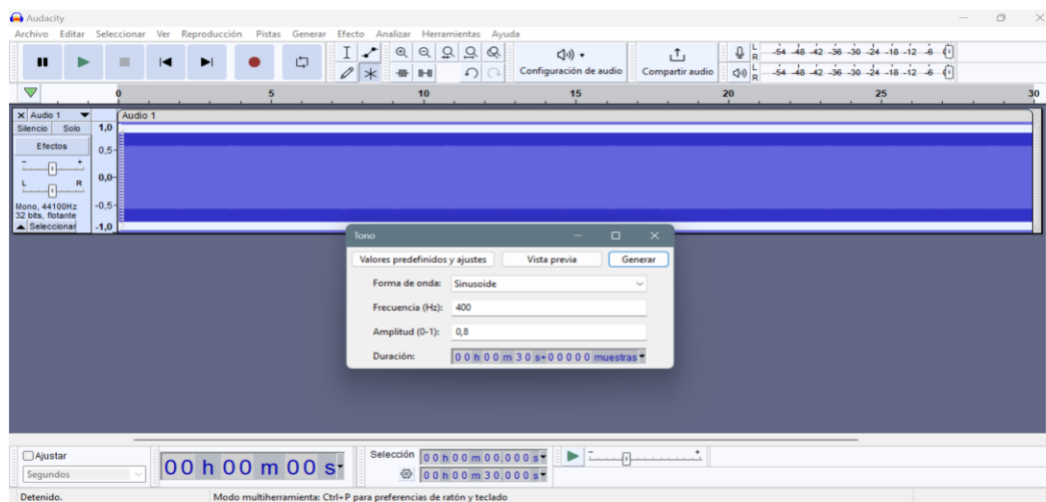 Audacity
Archivo Editar Seleccionar Ver Reproducción Pistas Generar Efecto Analizar Herramientas Ayuda
Configuración de audio
Compartir audio
L
R
-54 -48 -42 -36 -30 -24 -18 -12 -6 0
L
R
-54 -48 -42 -36 -30 -24 -18 -12 -6 0
0 5 10 15 20 25 30
Audio 1
Audio 1
Silencio Solo
1,0
Efectos
0,5
- +
0,0
L R
Mono, 44100Hz
-0,5
32 bits, flotante
Seleccionar
-1,0
Tono
Valores predefinidos y ajustes Vista previa Generar
Forma de onda: Sinusoide
Frecuencia (Hz): 400
Amplitud (0-1): 0,8
Duración: 00 h 00 m 30 s+00000 muestras
Ajustar
Segundos
00 h 00 m 00 s
Selección
00 h 00 m 00,000 s
00 h 00 m 30,000 s
- +
Detenido.
Modo multiherramienta: Ctrl+P para preferencias de ratón y teclado